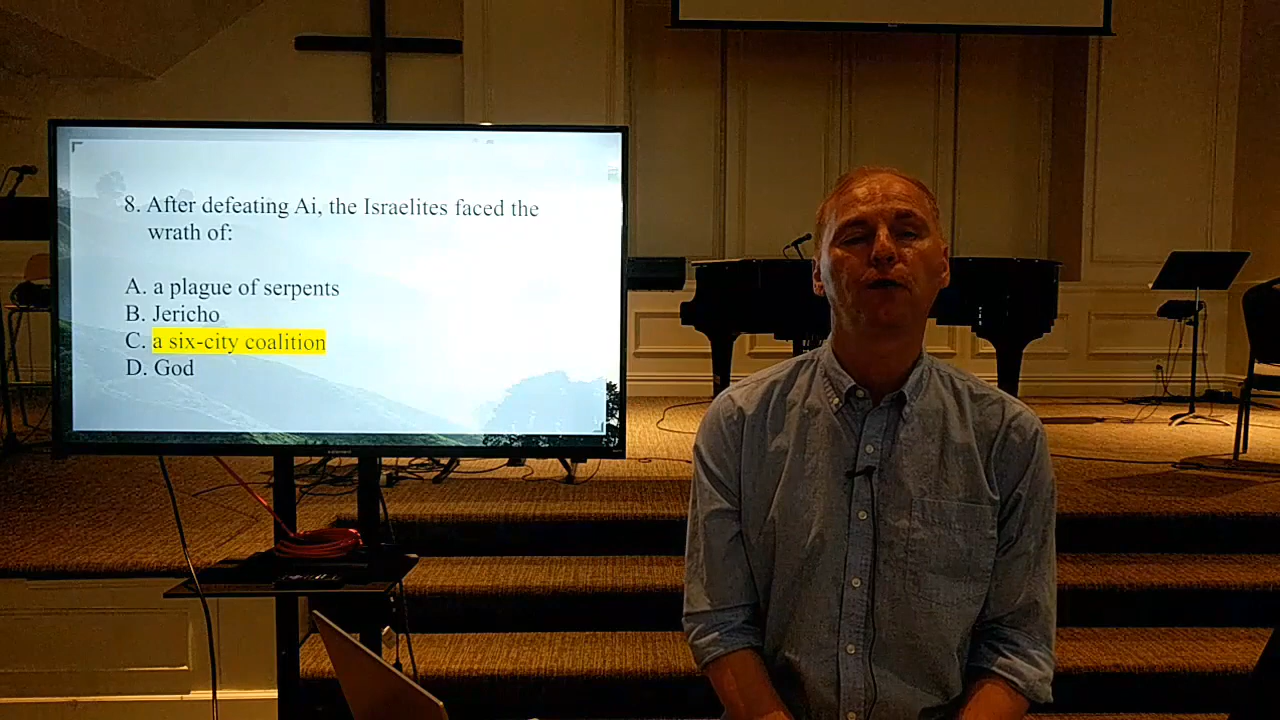 8. After defeating Ai, the Israelites faced the
wrath of:
A. a plague of serpents
B. Jericho
C. a six-city coalition
D. God